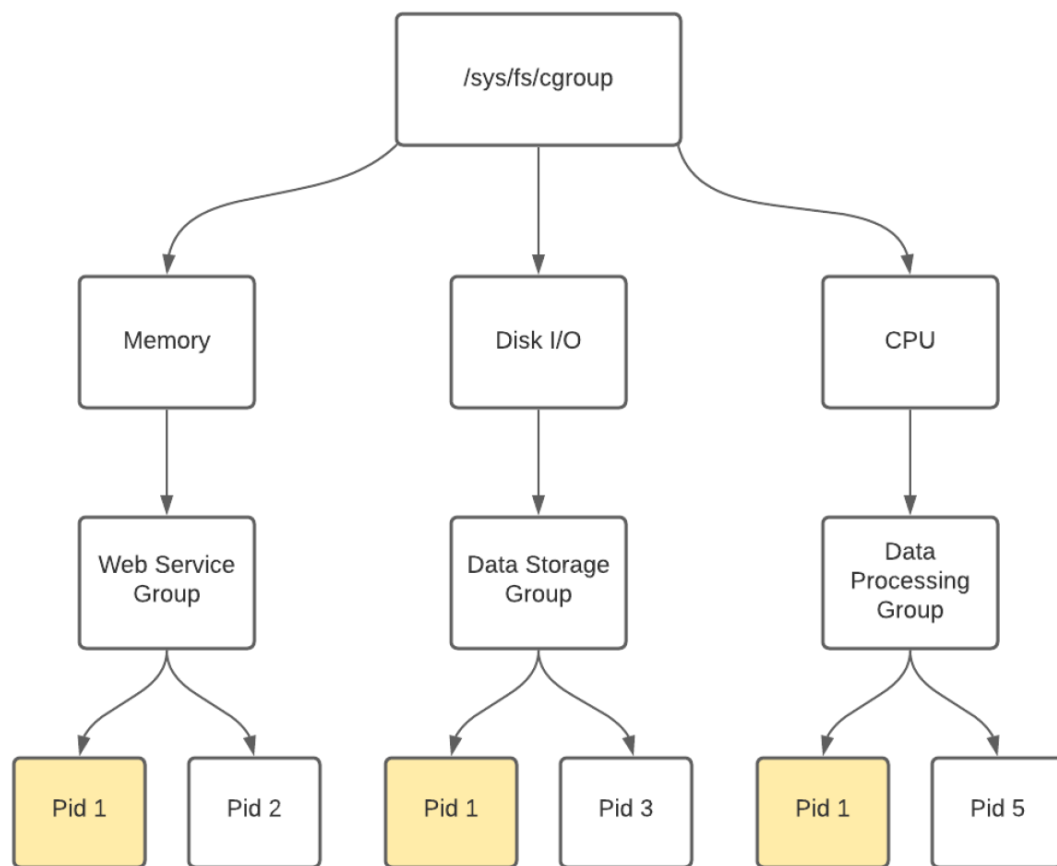 /sys/fs/cgroup
Memory
Disk I/O
CPU
Web Service
Group
Data Storage
Group
Data
Processing
Group
Pid 1
Pid 2
Pid 1
Pid 3
Pid 1
Pid 5